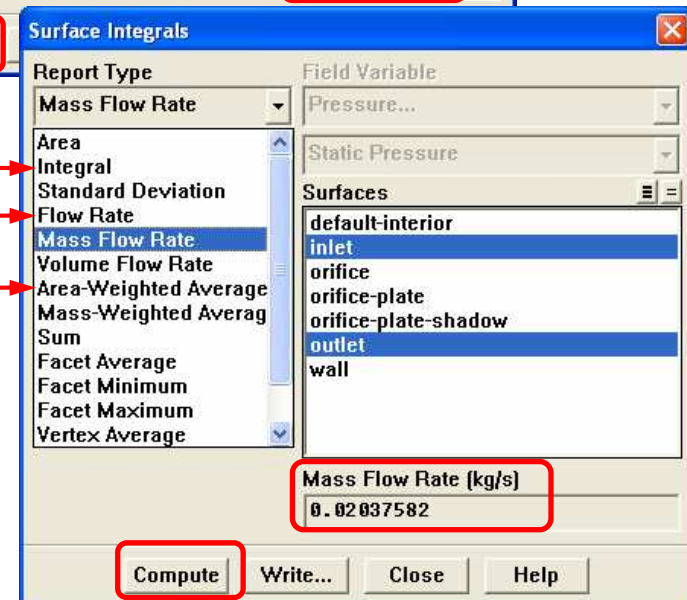 Surface Integrals
Report Type
Mass Flow Rate
Area
Integral
Standard Deviation
Flow Rate
Mass Flow Rate
Volume Flow Rate
Area-Weighted Average
Mass-Weighted Averag
Sum
Facet Average
Facet Minimum
Facet Maximum
Vertex Average
Field Variable
Pressure...
Static Pressure
Surfaces
default-interior
inlet
orifice
orifice-plate
orifice-plate-shadow
outlet
wall
Mass Flow Rate (kg/s)
0.02037582
Compute Write... Close Help